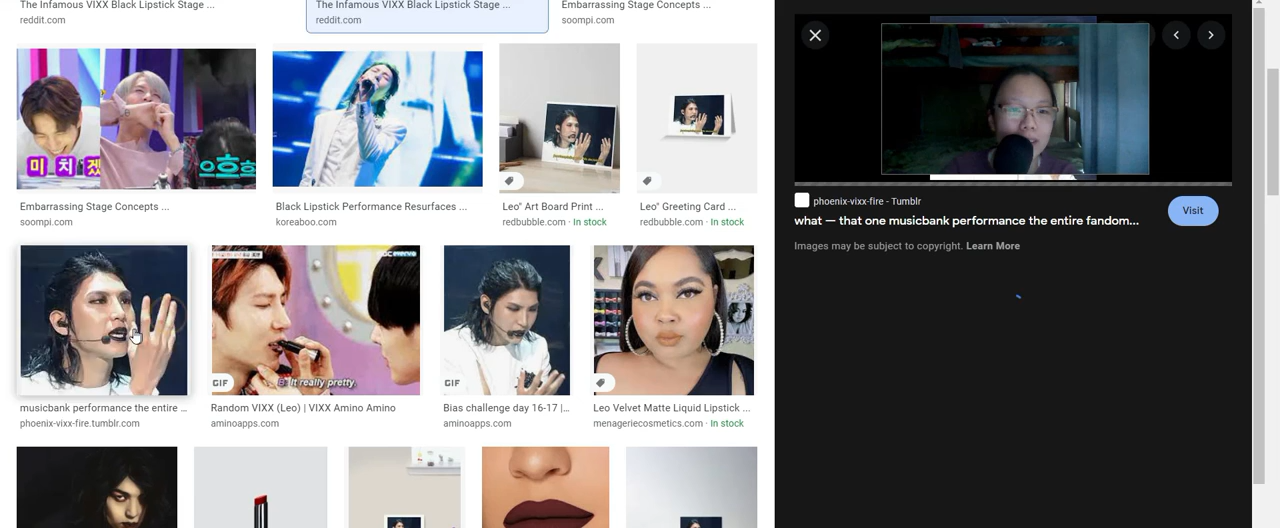 The Infamous VIXX Black Lipstick Stage ...
reddit.com
The Infamous VIXX Black Lipstick Stage ...
reddit.com
Embarrassing Stage Concepts ...
soompi.com
미 치 겠
으흐흐
Embarrassing Stage Concepts ...
soompi.com
Black Lipstick Performance Resurfaces ...
koreaboo.com
Leo" Art Board Print ...
redbubble.com · In stock
Leo" Greeting Card ...
redbubble.com · In stock
GIF
B: It really pretty.
GIF
musicbank performance the entire ...
phoenix-vixx-fire.tumblr.com
Random VIXX (Leo) | VIXX Amino Amino
aminoapps.com
Bias challenge day 16-17 |...
aminoapps.com
Leo Velvet Matte Liquid Lipstick ...
menageriecosmetics.com · In stock
phoenix-vixx-fire - Tumblr
what — that one musicbank performance the entire fandom...
Visit
Images may be subject to copyright. Learn More